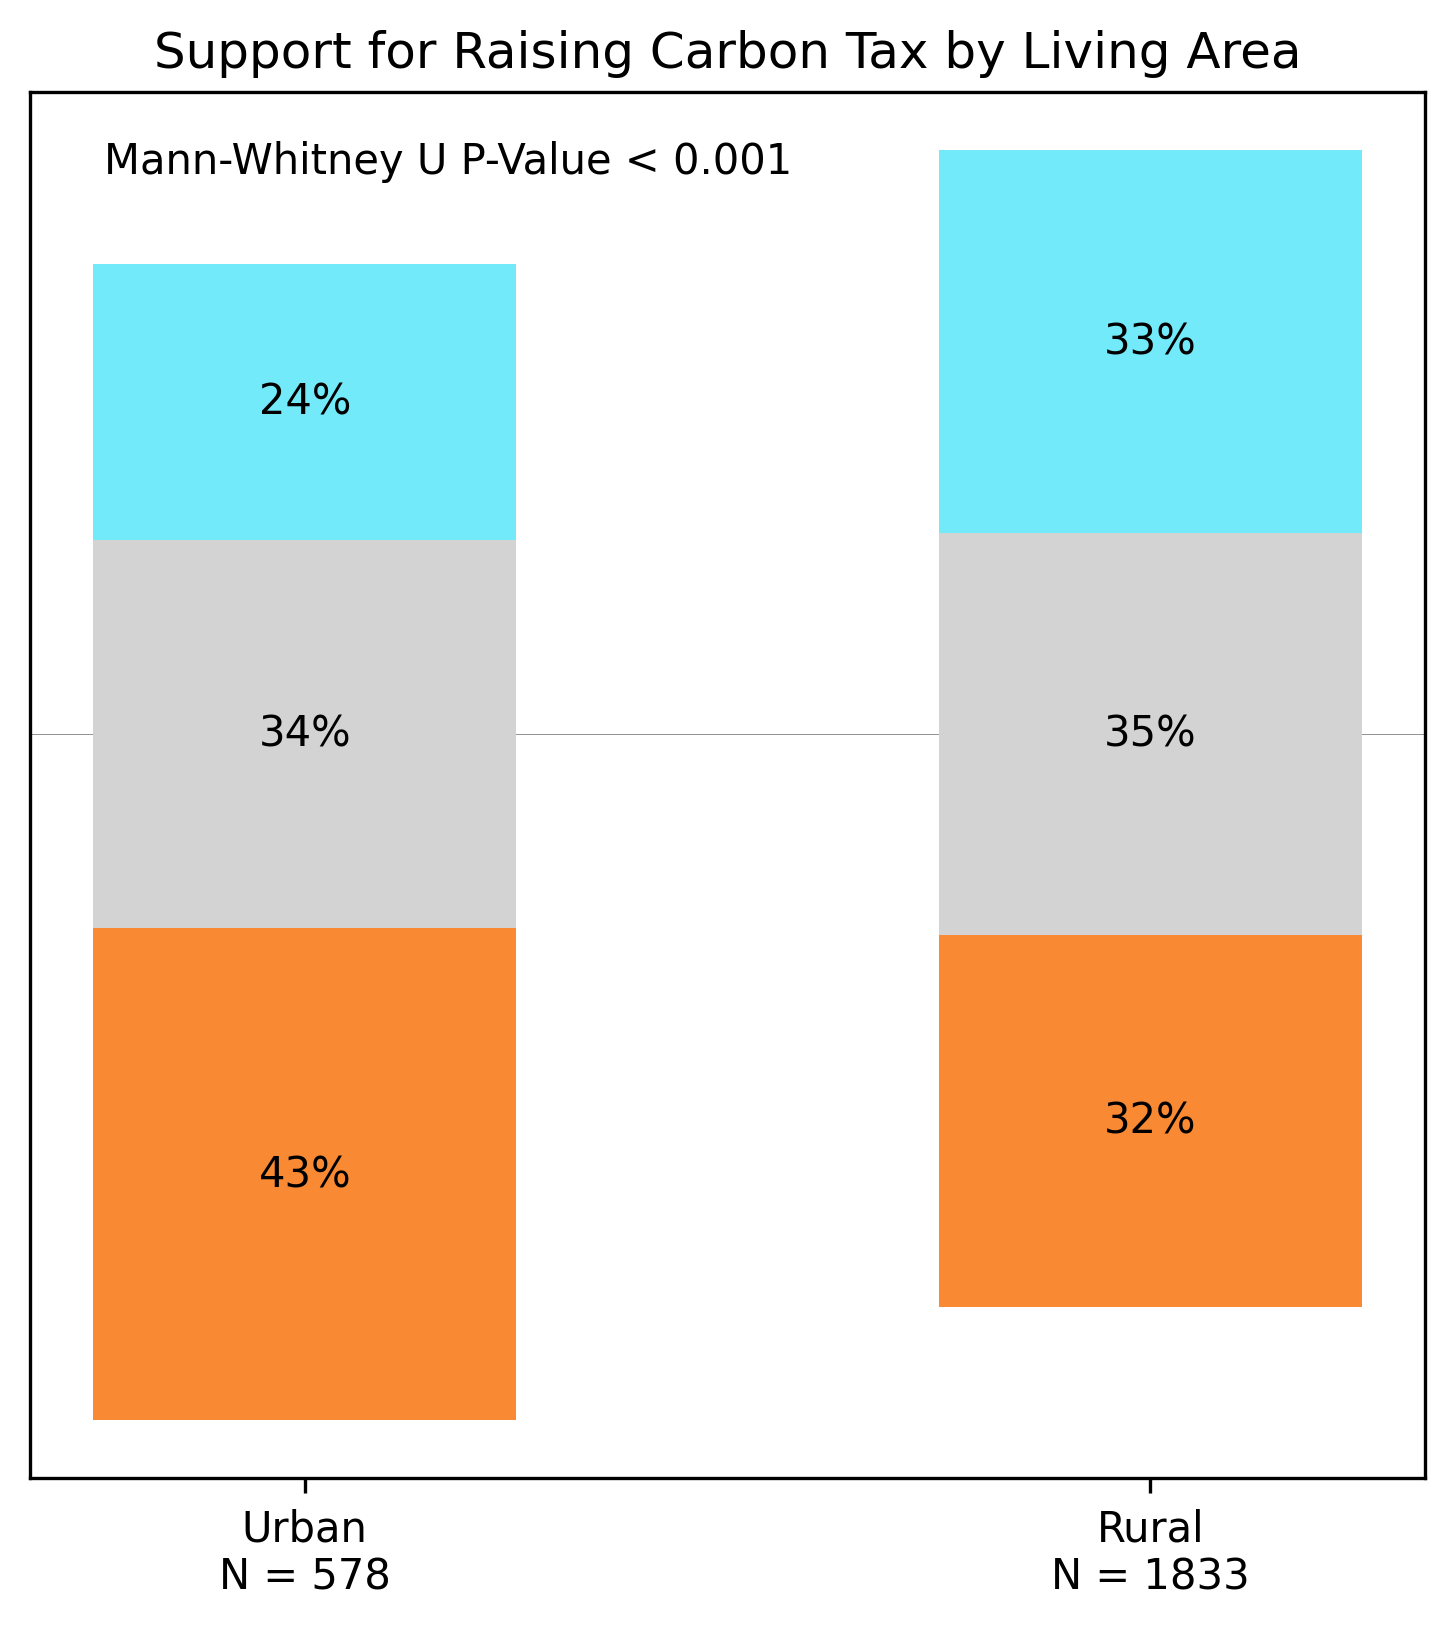 Support for Raising Carbon Tax by Living Area
Mann-Whitney U P-Value < 0.001
33%
24%
34%
35%
32%
43%
Urban
N = 578
Rural
N = 1833